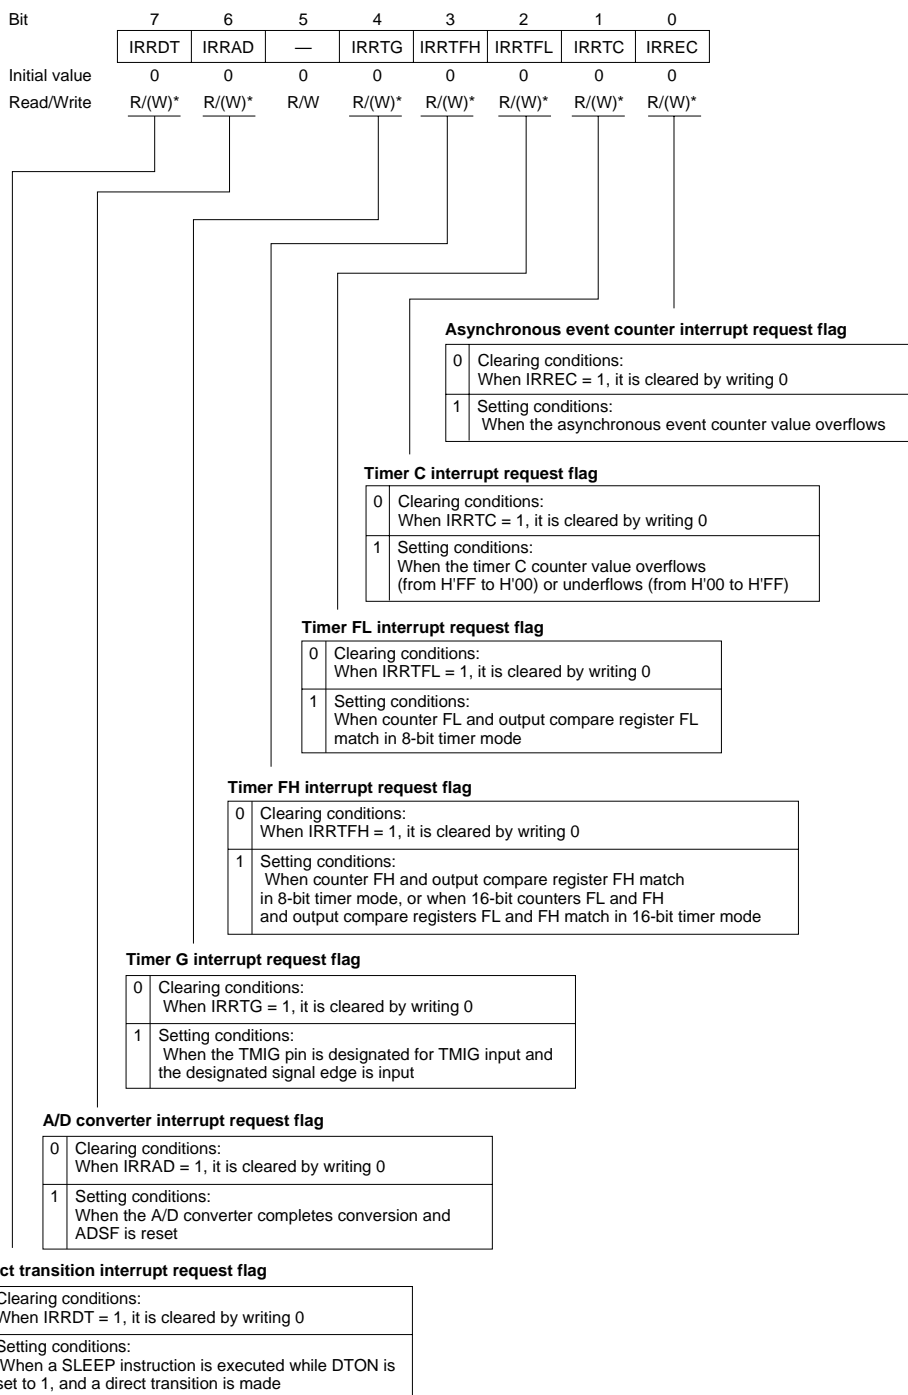 Bit 7 6 5 4 3 2 1 0
IRRDT IRRAD — IRRTG IRRTFH IRRTFL IRRTC IRREC
Initial value 0 0 0 0 0 0 0 0
Read/Write R/(W)* R/(W)* R/W R/(W)* R/(W)* R/(W)* R/(W)* R/(W)*
Asynchronous event counter interrupt request flag
0 Clearing conditions:
When IRREC = 1, it is cleared by writing 0
1 Setting conditions:
When the asynchronous event counter value overflows
Timer C interrupt request flag
0 Clearing conditions:
When IRRTC = 1, it is cleared by writing 0
1 Setting conditions:
When the timer C counter value overflows
(from H'FF to H'00) or underflows (from H'00 to H'FF)
Timer FL interrupt request flag
0 Clearing conditions:
When IRRTFL = 1, it is cleared by writing 0
1 Setting conditions:
When counter FL and output compare register FL
match in 8-bit timer mode
Timer FH interrupt request flag
0 Clearing conditions:
When IRRTFH = 1, it is cleared by writing 0
1 Setting conditions:
When counter FH and output compare register FH match
in 8-bit timer mode, or when 16-bit counters FL and FH
and output compare registers FL and FH match in 16-bit timer mode
Timer G interrupt request flag
0 Clearing conditions:
When IRRTG = 1, it is cleared by writing 0
1 Setting conditions:
When the TMIG pin is designated for TMIG input and
the designated signal edge is input
A/D converter interrupt request flag
0 Clearing conditions:
When IRRAD = 1, it is cleared by writing 0
1 Setting conditions:
When the A/D converter completes conversion and
ADSF is reset
ct transition interrupt request flag
Clearing conditions:
When IRRDT = 1, it is cleared by writing 0
Setting conditions:
When a SLEEP instruction is executed while DTON is
set to 1, and a direct transition is made